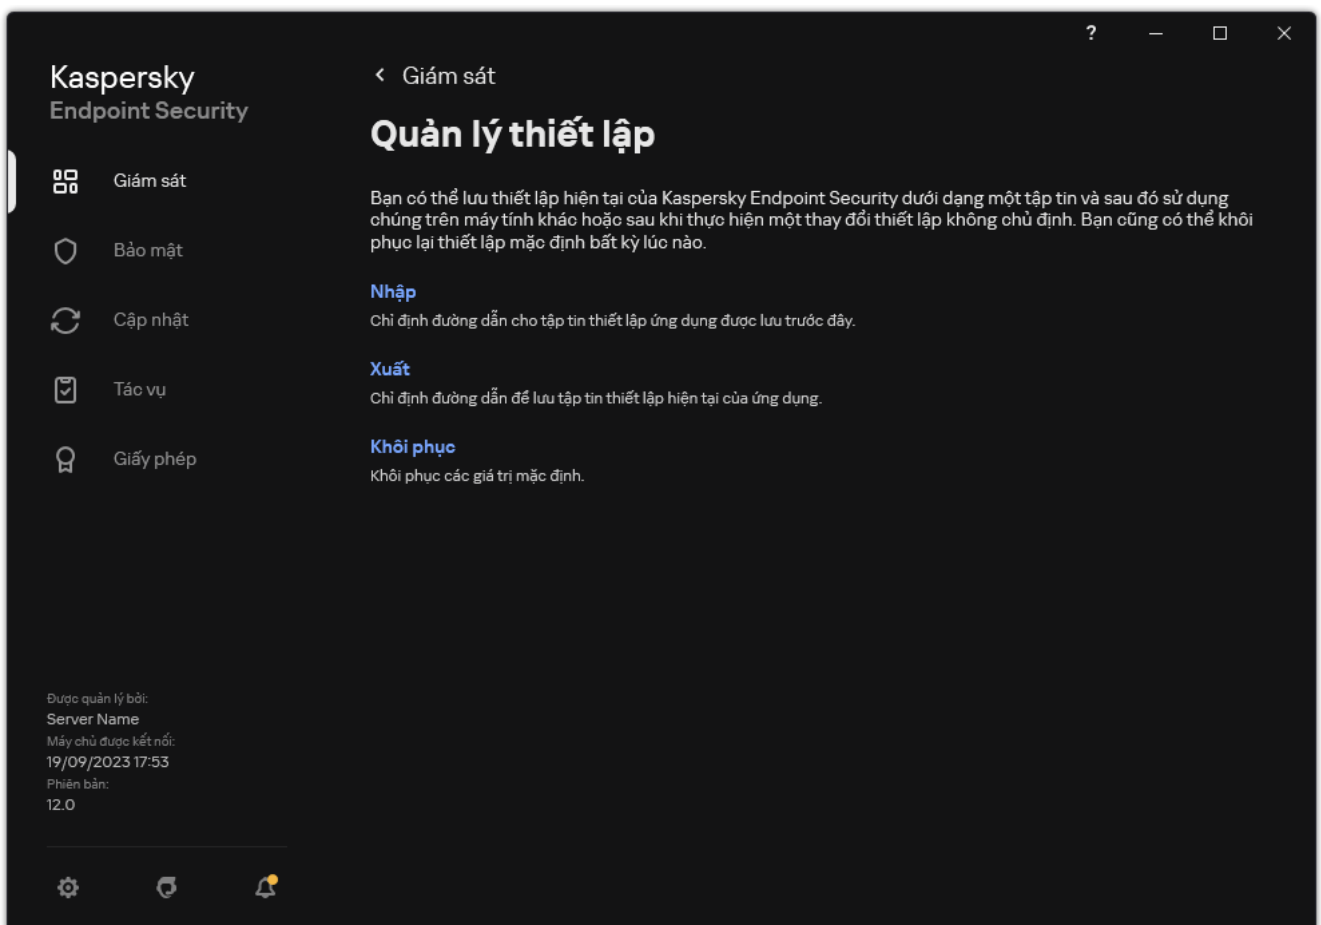 ?
Kaspersky
Endpoint Security
Giám sát
Bảo mật
Cập nhật
Tác vụ
Giấy phép
Được quản lý bởi:
Server Name
Máy chủ được kết nối:
19/09/2023 17:53
Phiên bản:
12.0
Giám sát
Quản lý thiết lập
Bạn có thể lưu thiết lập hiện tại của Kaspersky Endpoint Security dưới dạng một tập tin và sau đó sử dụng
chúng trên máy tính khác hoặc sau khi thực hiện một thay đổi thiết lập không chủ định. Bạn cũng có thể khôi
phục lại thiết lập mặc định bất kỳ lúc nào.
Nhập
Chỉ định đường dẫn cho tập tin thiết lập ứng dụng được lưu trước đây.
Xuất
Chỉ định đường dẫn để lưu tập tin thiết lập hiện tại của ứng dụng.
Khôi phục
Khôi phục các giá trị mặc định.